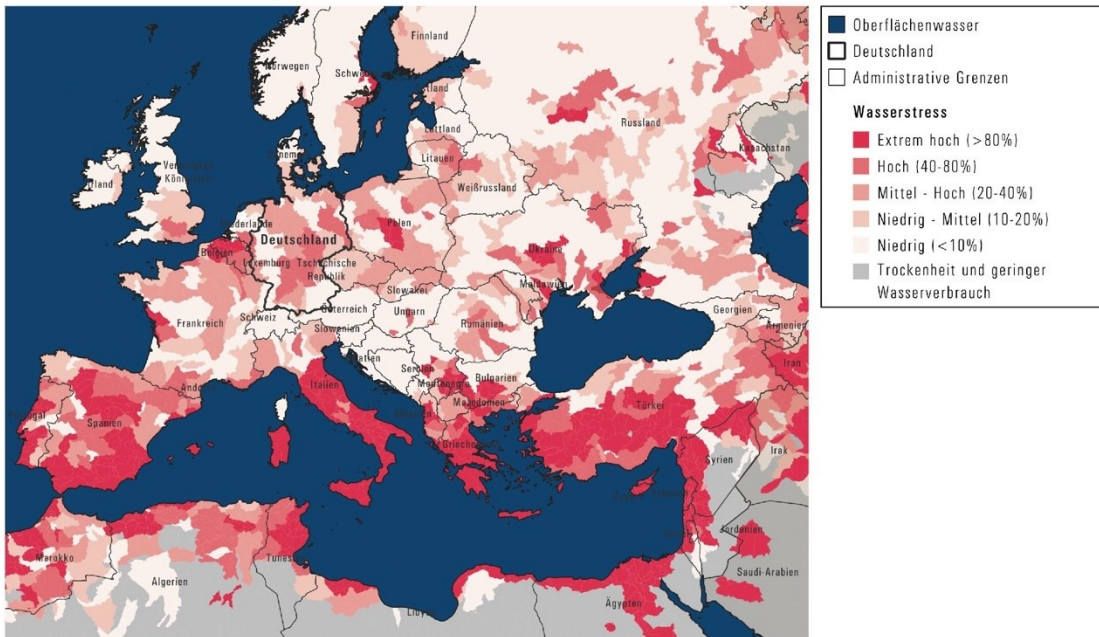 Oberflächenwasser
Deutschland
Administrative Grenzen
Wasserstress
Extrem hoch (>80%)
Hoch (40-80%)
Mittel - Hoch (20-40%)
Niedrig - Mittel (10-20%)
Niedrig (<10%)
Trockenheit und geringer
Wasserverbrauch
Finnland
Norwegen
Russland
Lettland
Kasachstan
Litauen
Weißrussland
Irland
Niederlande
Polen
Deutschland
Belgien
Luxemburg
Tschechische
Republik
Ukraine
Slowakei
Moldawien
Österreich
Ungarn
Schweiz
Frankreich
Slowenien
Rumänien
Georgien
Armenien
Serbien
Italien
Montenegro
Bulgarien
Iran
Mazedonien
Türkei
Spanien
Syrien
Irak
Jordanien
Marokko
Algerien
Saudi-Arabien
Ägypten